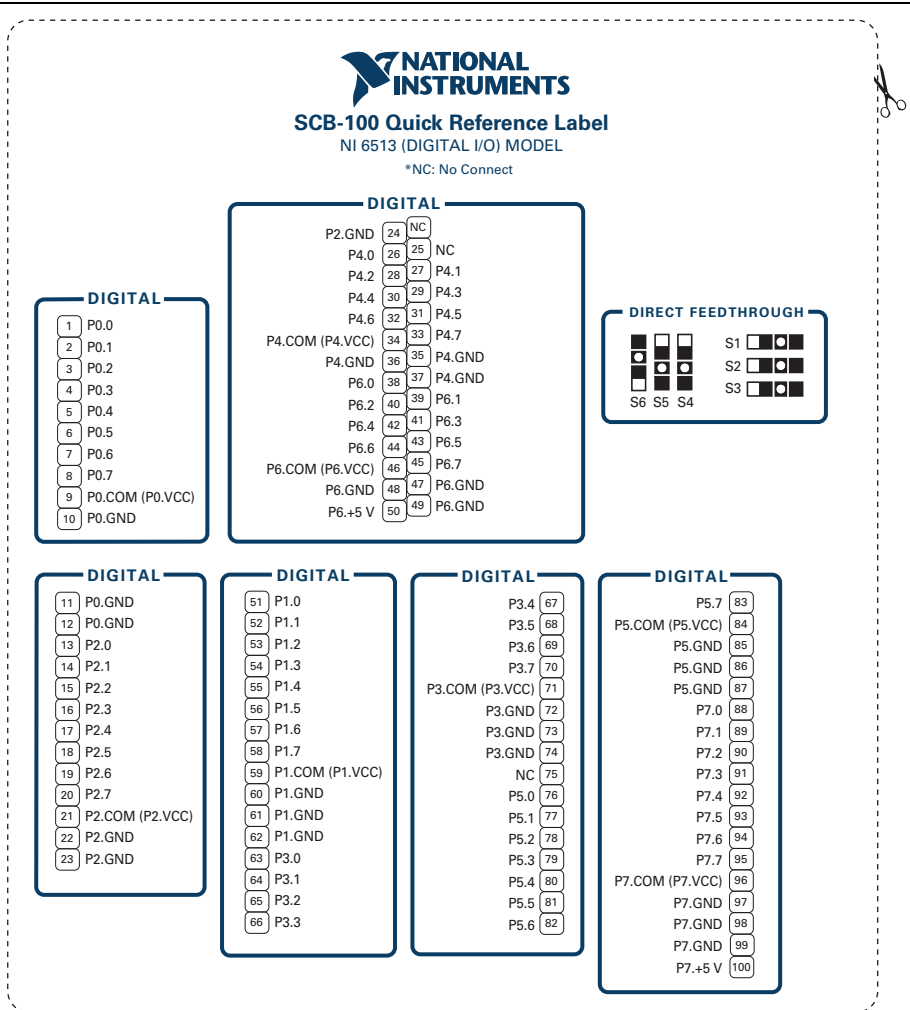 NATIONAL
INSTRUMENTS
SCB-100 Quick Reference Label
NI 6513 (DIGITAL I/O) MODEL
*NC: No Connect
DIGITAL
1 P0.0
2 P0.1
3 P0.2
4 P0.3
5 P0.4
6 P0.5
7 P0.6
8 P0.7
9 P0.COM (P0.VCC)
10 P0.GND
DIGITAL
NC
P2.GND 24
25 NC
P4.0 26
27 P4.1
P4.2 28
29 P4.3
P4.4 30
31 P4.5
P4.6 32
33 P4.7
P4.COM (P4.VCC) 34
35 P4.GND
P4.GND 36
37 P4.GND
P6.0 38
39 P6.1
P6.2 40
41 P6.3
P6.4 42
43 P6.5
P6.6 44
45 P6.7
P6.COM (P6.VCC) 46
47 P6.GND
P6.GND 48
49 P6.GND
P6.+5 V 50
DIRECT FEEDTHROUGH
S1
S2
S3
S6 S5 S4
DIGITAL
11 P0.GND
12 P0.GND
13 P2.0
14 P2.1
15 P2.2
16 P2.3
17 P2.4
18 P2.5
19 P2.6
20 P2.7
21 P2.COM (P2.VCC)
22 P2.GND
23 P2.GND
DIGITAL
51 P1.0
52 P1.1
53 P1.2
54 P1.3
55 P1.4
56 P1.5
57 P1.6
58 P1.7
59 P1.COM (P1.VCC)
60 P1.GND
61 P1.GND
62 P1.GND
63 P3.0
64 P3.1
65 P3.2
66 P3.3
DIGITAL
P3.4 67
P3.5 68
P3.6 69
P3.7 70
P3.COM (P3.VCC) 71
P3.GND 72
P3.GND 73
P3.GND 74
NC 75
P5.0 76
P5.1 77
P5.2 78
P5.3 79
P5.4 80
P5.5 81
P5.6 82
DIGITAL
P5.7 83
P5.COM (P5.VCC) 84
P5.GND 85
P5.GND 86
P5.GND 87
P7.0 88
P7.1 89
P7.2 90
P7.3 91
P7.4 92
P7.5 93
P7.6 94
P7.7 95
P7.COM (P7.VCC) 96
P7.GND 97
P7.GND 98
P7.GND 99
P7.+5 V 100